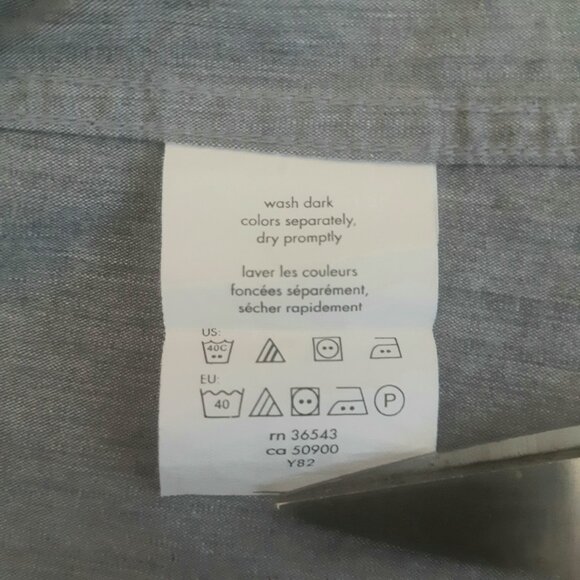 wash dark
colors separately,
dry promptly
laver les couleurs
foncées séparément,
sécher rapidement
US:
40C
EU:
40 P
rn 36543
ca 50900
Y82